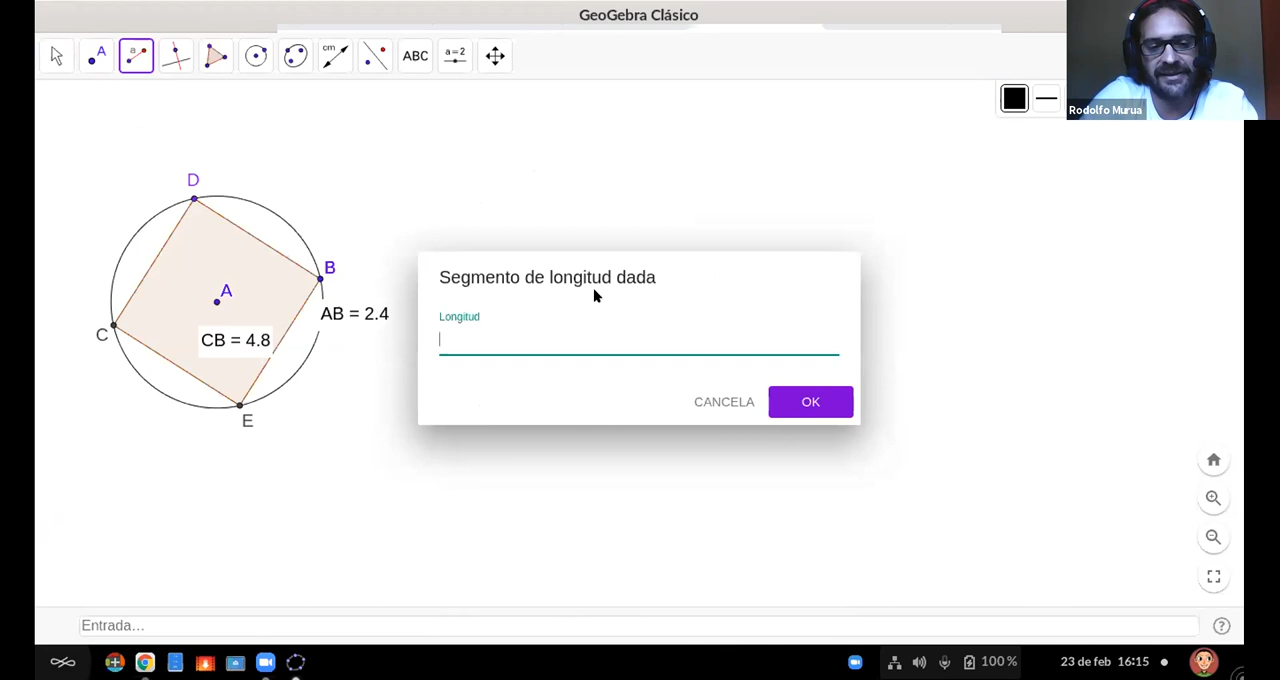 GeoGebra Clásico
A
a
cm
ABC
a=2
Rodolfo Murua
D
B
A
AB = 2.4
C
CB = 4.8
E
Segmento de longitud dada
Longitud
CANCELA
OK
Entrada…
?
100 %
23 de feb 16:15